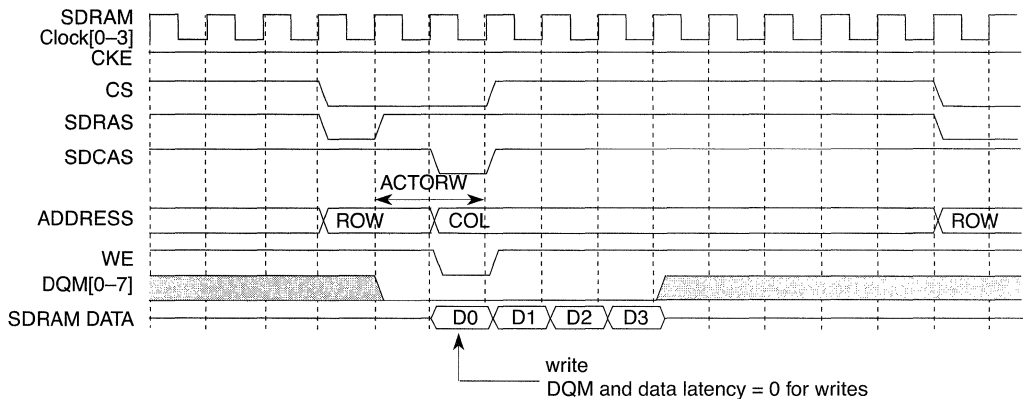 SDRAM
Clock[0–3]
CKE
CS
SDRAS
SDCAS
ACTORW
ADDRESS ROW COL ROW
WE
DQM[0–7]
SDRAM DATA D0 D1 D2 D3
write
DQM and data latency = 0 for writes